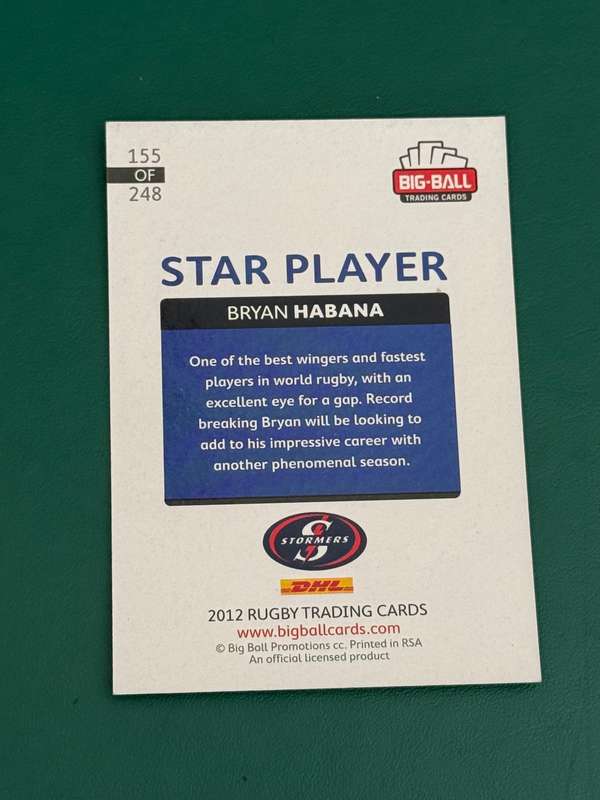 155
OF
248
BIG-BALL
TRADING CARDS
STAR PLAYER
BRYAN HABANA
One of the best wingers and fastest
players in world rugby, with an
excellent eye for a gap. Record
breaking Bryan will be looking to
add to his impressive career with
another phenomenal season.
S
STORMERS
DHL
2012 RUGBY TRADING CARDS
www.bigballcards.com
© Big Ball Promotions cc. Printed in RSA
An official licensed product